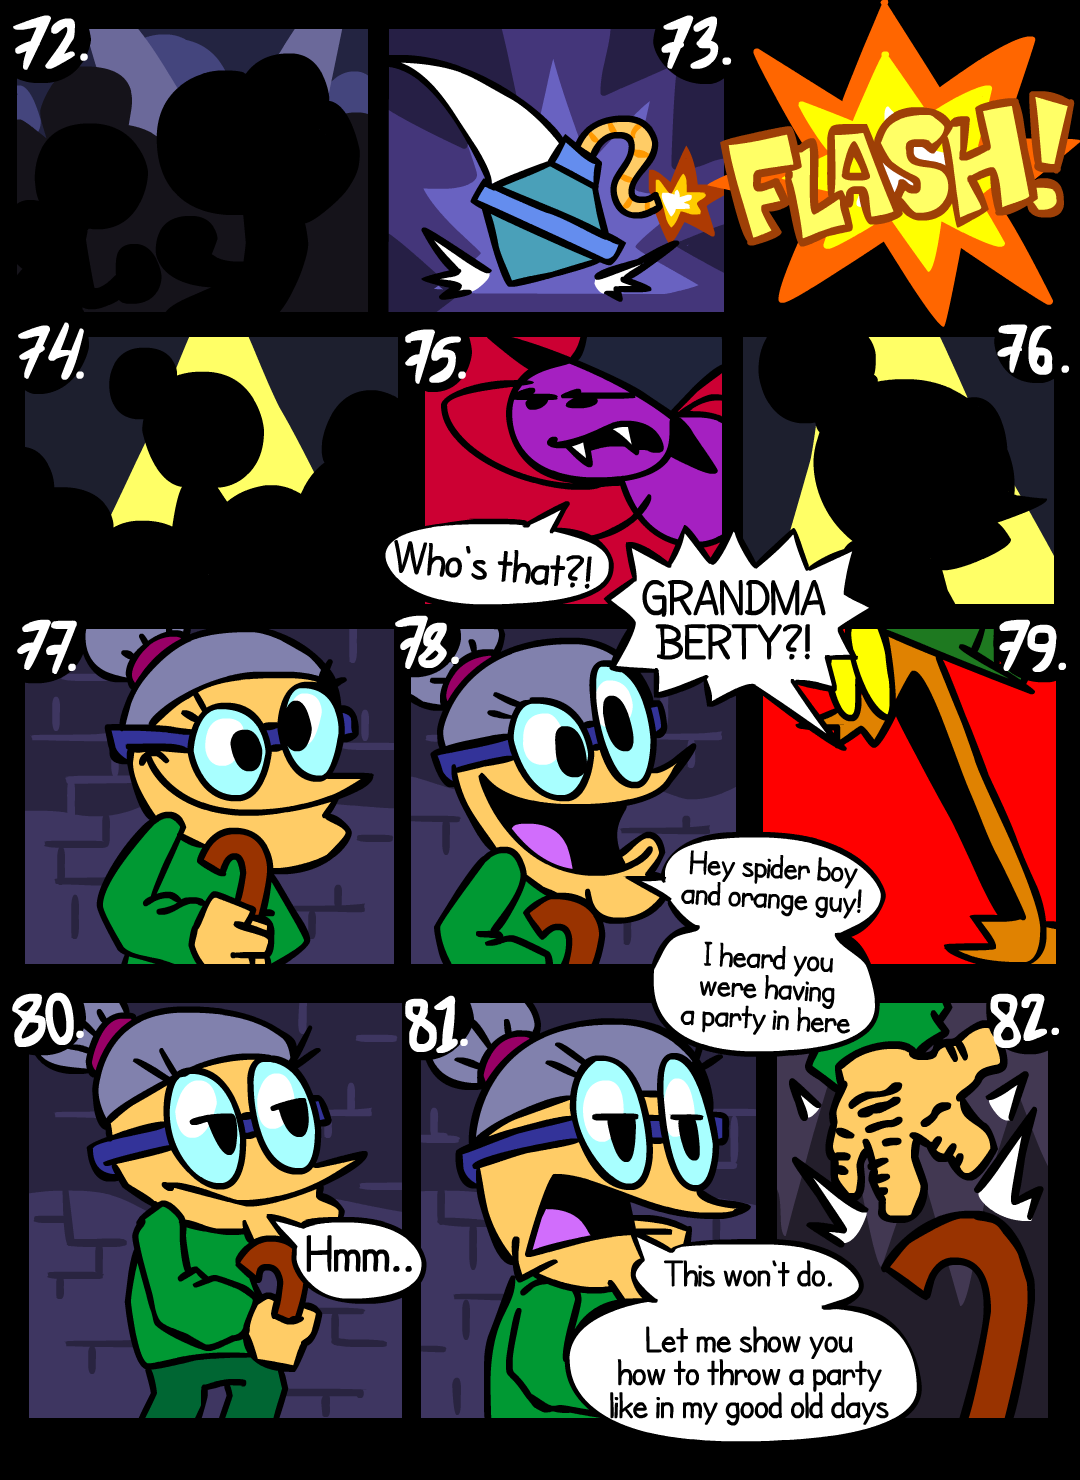 72.
73.
FLASH!
74.
75.
Who's that?!
76.
GRANDMA
BERTY?!
77.
78.
79.
Hey spider boy
and orange guy!
I heard you
were having
a party in here
80.
Hmm..
81.
This won't do.
Let me show you
how to throw a party
like in my good old days
82.